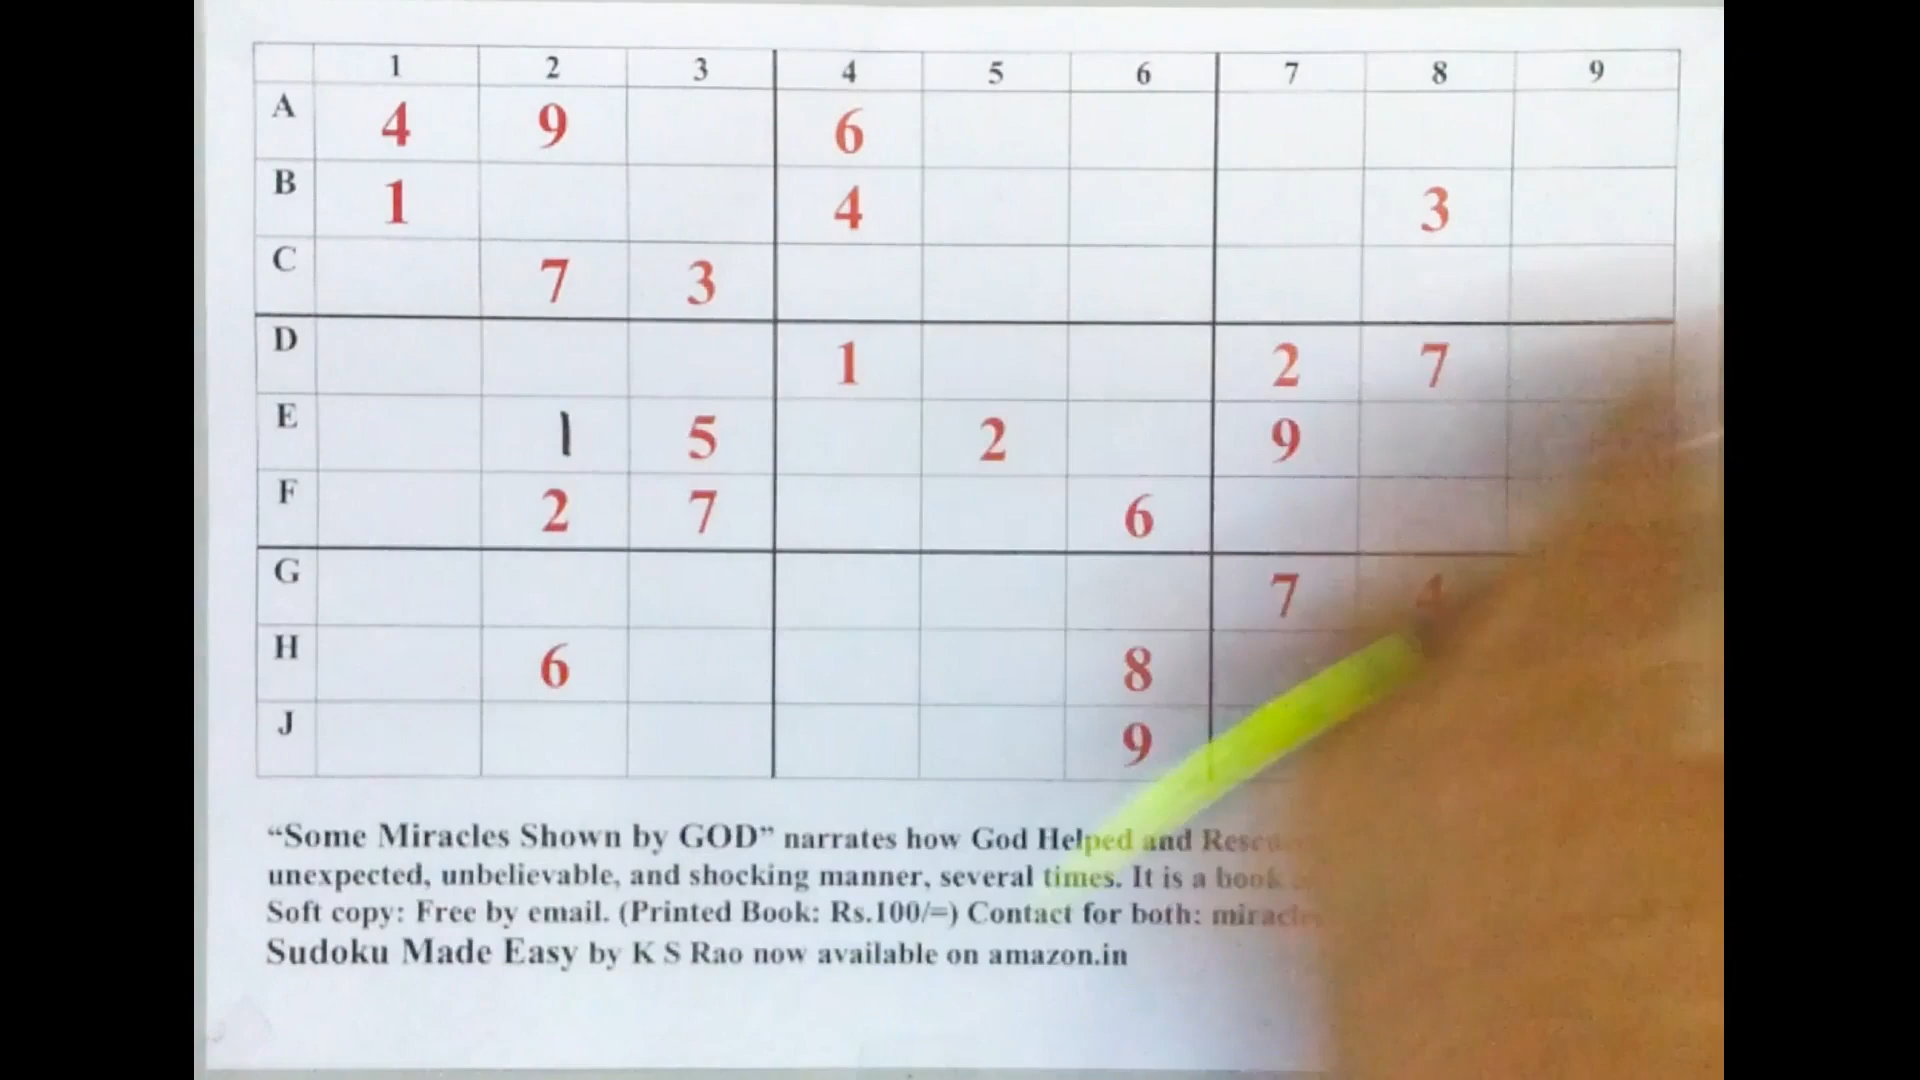 1 2 3 4 5 6 7 8 9
A 4 9 6
B 1 4 3
C 7 3
D 1 2 7
E 1 5 2 9
F 2 7 6
G 7 4
H 6 8
J 9
“Some Miracles Shown by GOD” narrates how God Helped and
unexpected, unbelievable, and shocking manner, several times. It is a book
Soft copy: Free by email. (Printed Book: Rs.100/=) Contact for both:
Sudoku Made Easy by K S Rao now available on amazon.in